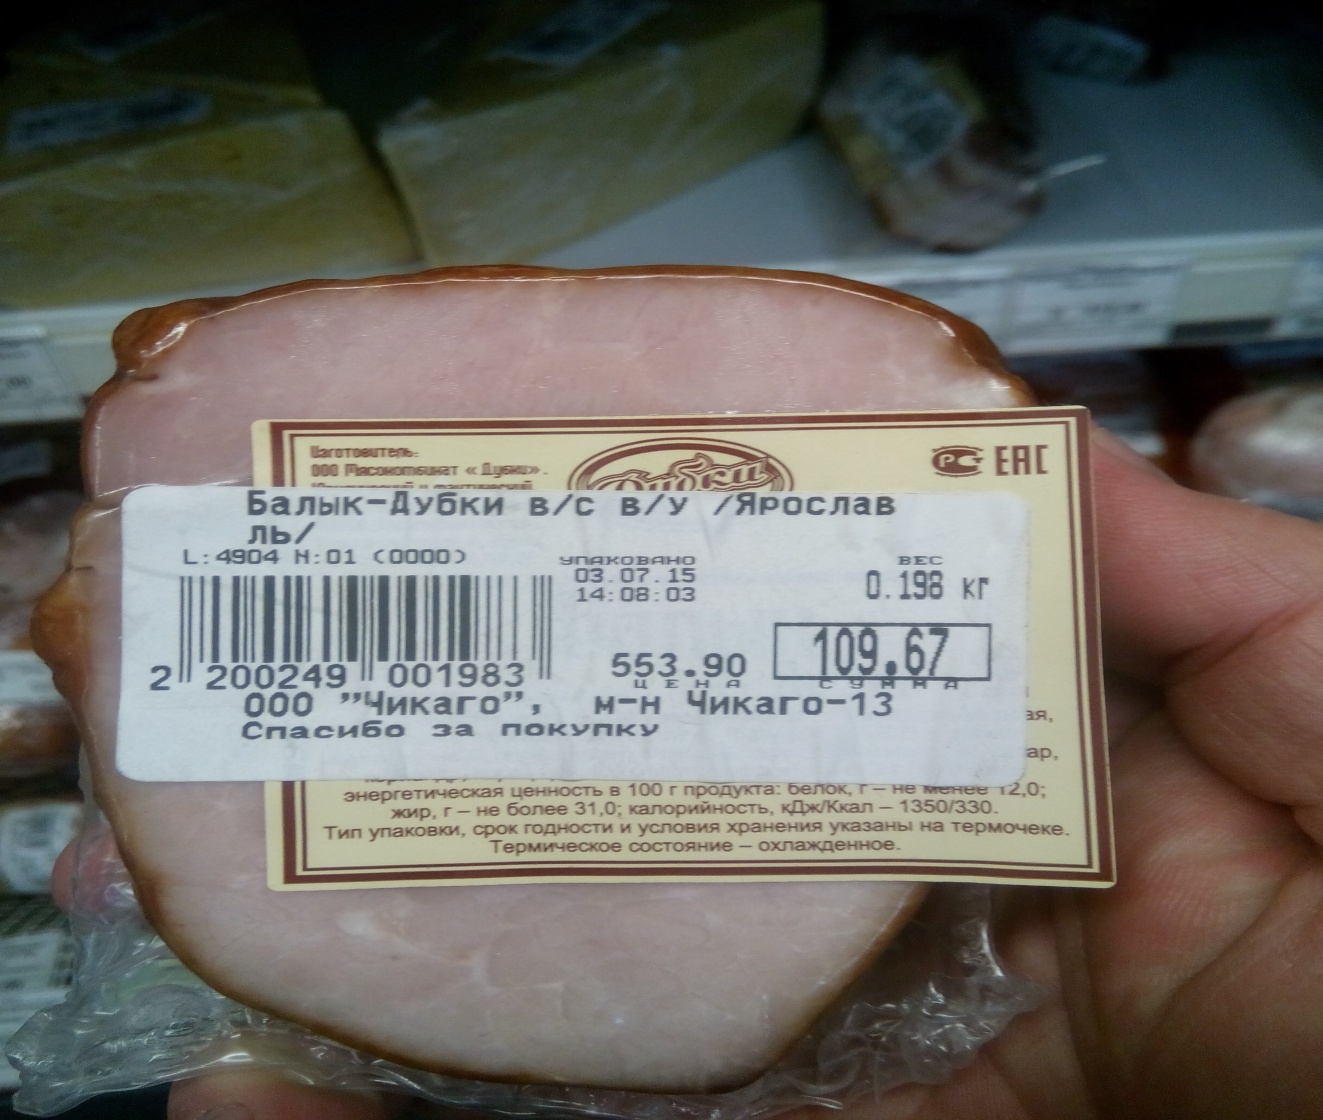 Изготовитель:
ООО Мясокомбинат «Дубки».
Дубки
РСТ ЕАС
Балык-Дубки в/с в/у /Ярослав
ль/
L:4904 N:01 (0000)
УПАКОВАНО
03.07.15
14:08:03
ВЕС
0.198 кг
2 200249 001983
553.90
ЦЕНА
109.67
СУММА
ООО "Чикаго", м-н Чикаго-13
Спасибо за покупку
энергетическая ценность в 100 г продукта: белок, г – не менее 12,0;
жир, г – не более 31,0; калорийность, кДж/Ккал – 1350/330.
Тип упаковки, срок годности и условия хранения указаны на термочеке.
Термическое состояние – охлажденное.